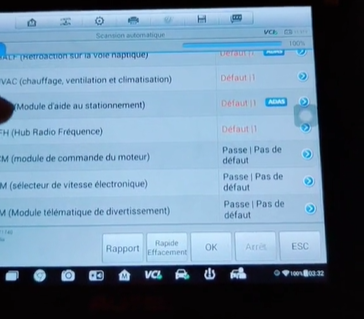 Scansion automatique
VCI
100%
HALF (Rétroaction sur la voie haptique)
Défaut |1
VAC (chauffage, ventilation et climatisation)
Défaut |1
(Module d'aide au stationnement)
Défaut |1 ADAS
FH (Hub Radio Fréquence)
Défaut |1
CM (module de commande du moteur)
Passe | Pas de
défaut
M (sélecteur de vitesse électronique)
Passe | Pas de
défaut
M (Module télématique de divertissement)
Passe | Pas de
défaut
Rapport
Rapide
Effacement
OK
Arrêt
ESC
VCI
100%
03:32